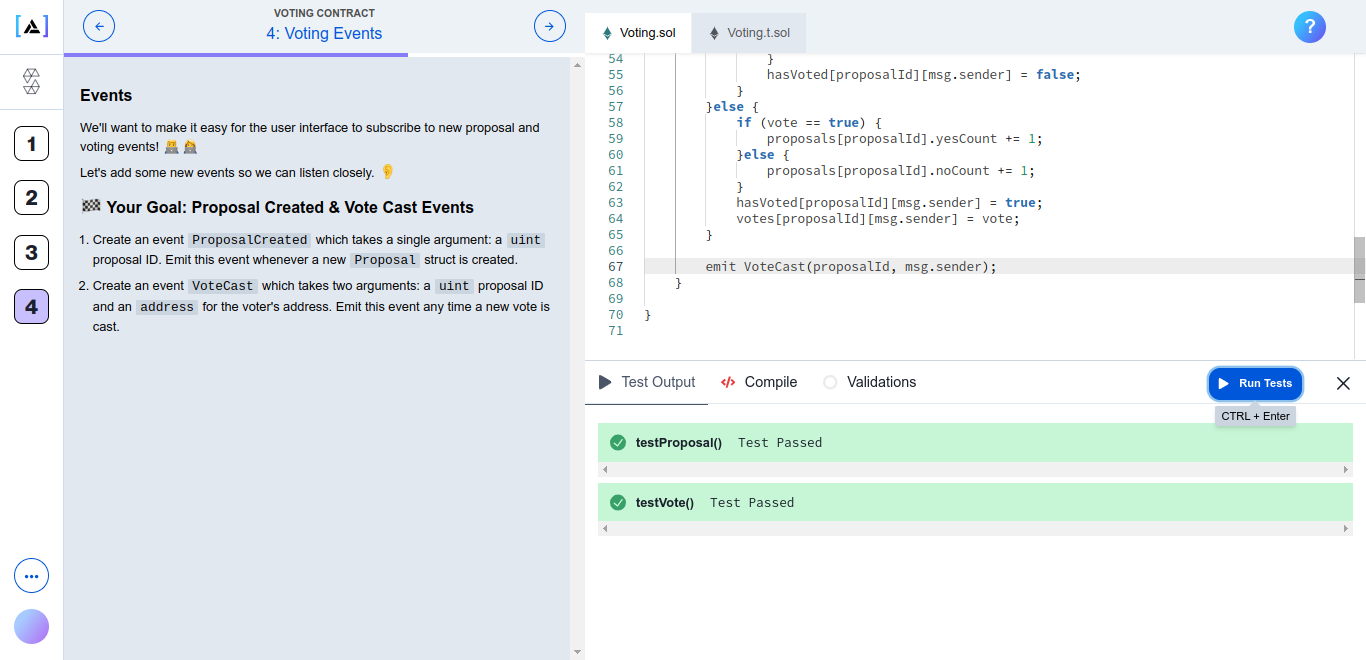 [A]
VOTING CONTRACT
4: Voting Events
1
2
3
4
Events
We'll want to make it easy for the user interface to subscribe to new proposal and
voting events!
Let's add some new events so we can listen closely.
Your Goal: Proposal Created & Vote Cast Events
1. Create an event ProposalCreated which takes a single argument: a uint
proposal ID. Emit this event whenever a new Proposal struct is created.
2. Create an event VoteCast which takes two arguments: a uint proposal ID
and an address for the voter's address. Emit this event any time a new vote is
cast.
Voting.sol
Voting.t.sol
?
54 }
55 hasVoted[proposalId][msg.sender] = false;
56 }
57 }else {
58 if (vote == true) {
59 proposals[proposalId].yesCount += 1;
60 }else {
61 proposals[proposalId].noCount += 1;
62 }
63 hasVoted[proposalId][msg.sender] = true;
64 votes[proposalId][msg.sender] = vote;
65 }
66
67 emit VoteCast(proposalId, msg.sender);
68 }
69
70 }
71
Test Output
Compile
Validations
Run Tests
CTRL + Enter
testProposal() Test Passed
testVote() Test Passed